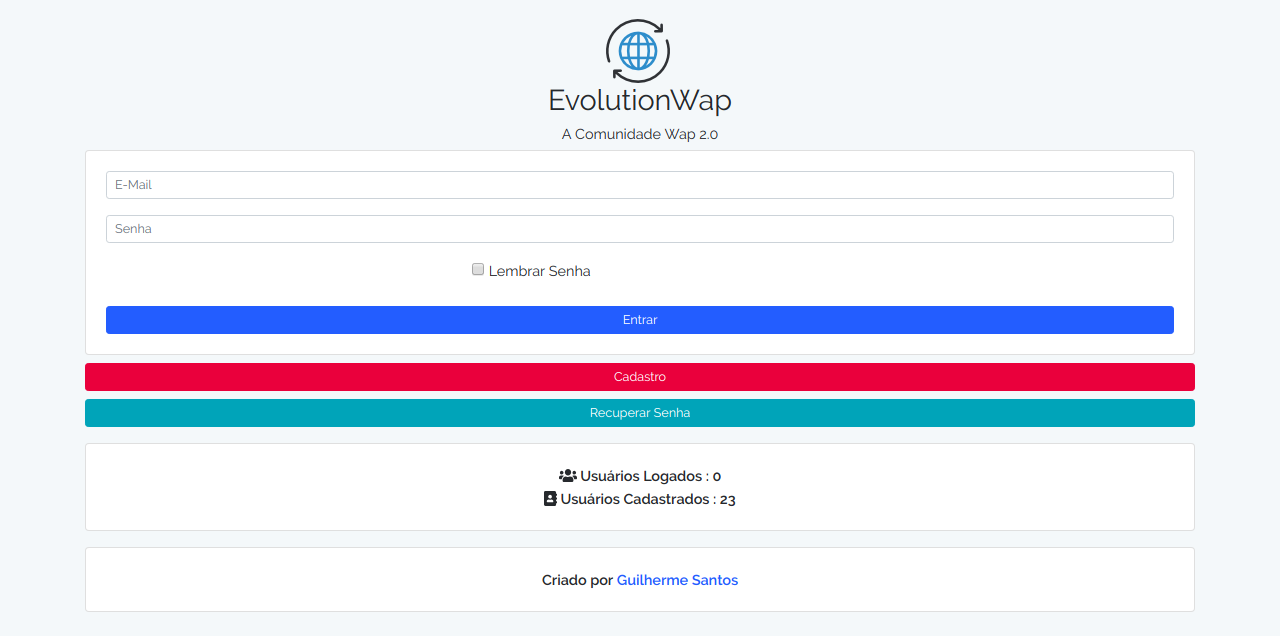 EvolutionWap
A Comunidade Wap 2.0
E-Mail
Senha
Lembrar Senha
Entrar
Cadastro
Recuperar Senha
Usuários Logados : 0
Usuários Cadastrados : 23
Criado por Guilherme Santos